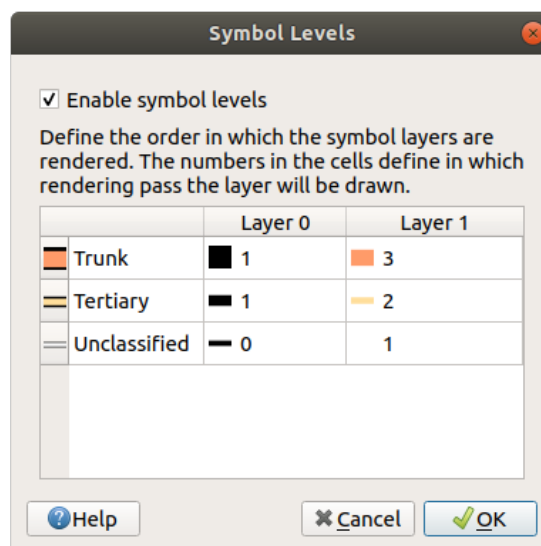 Symbol Levels
Enable symbol levels
Define the order in which the symbol layers are
rendered. The numbers in the cells define in which
rendering pass the layer will be drawn.
Layer 0 Layer 1
Trunk 1 3
Tertiary 1 2
Unclassified 0 1
Help Cancel OK